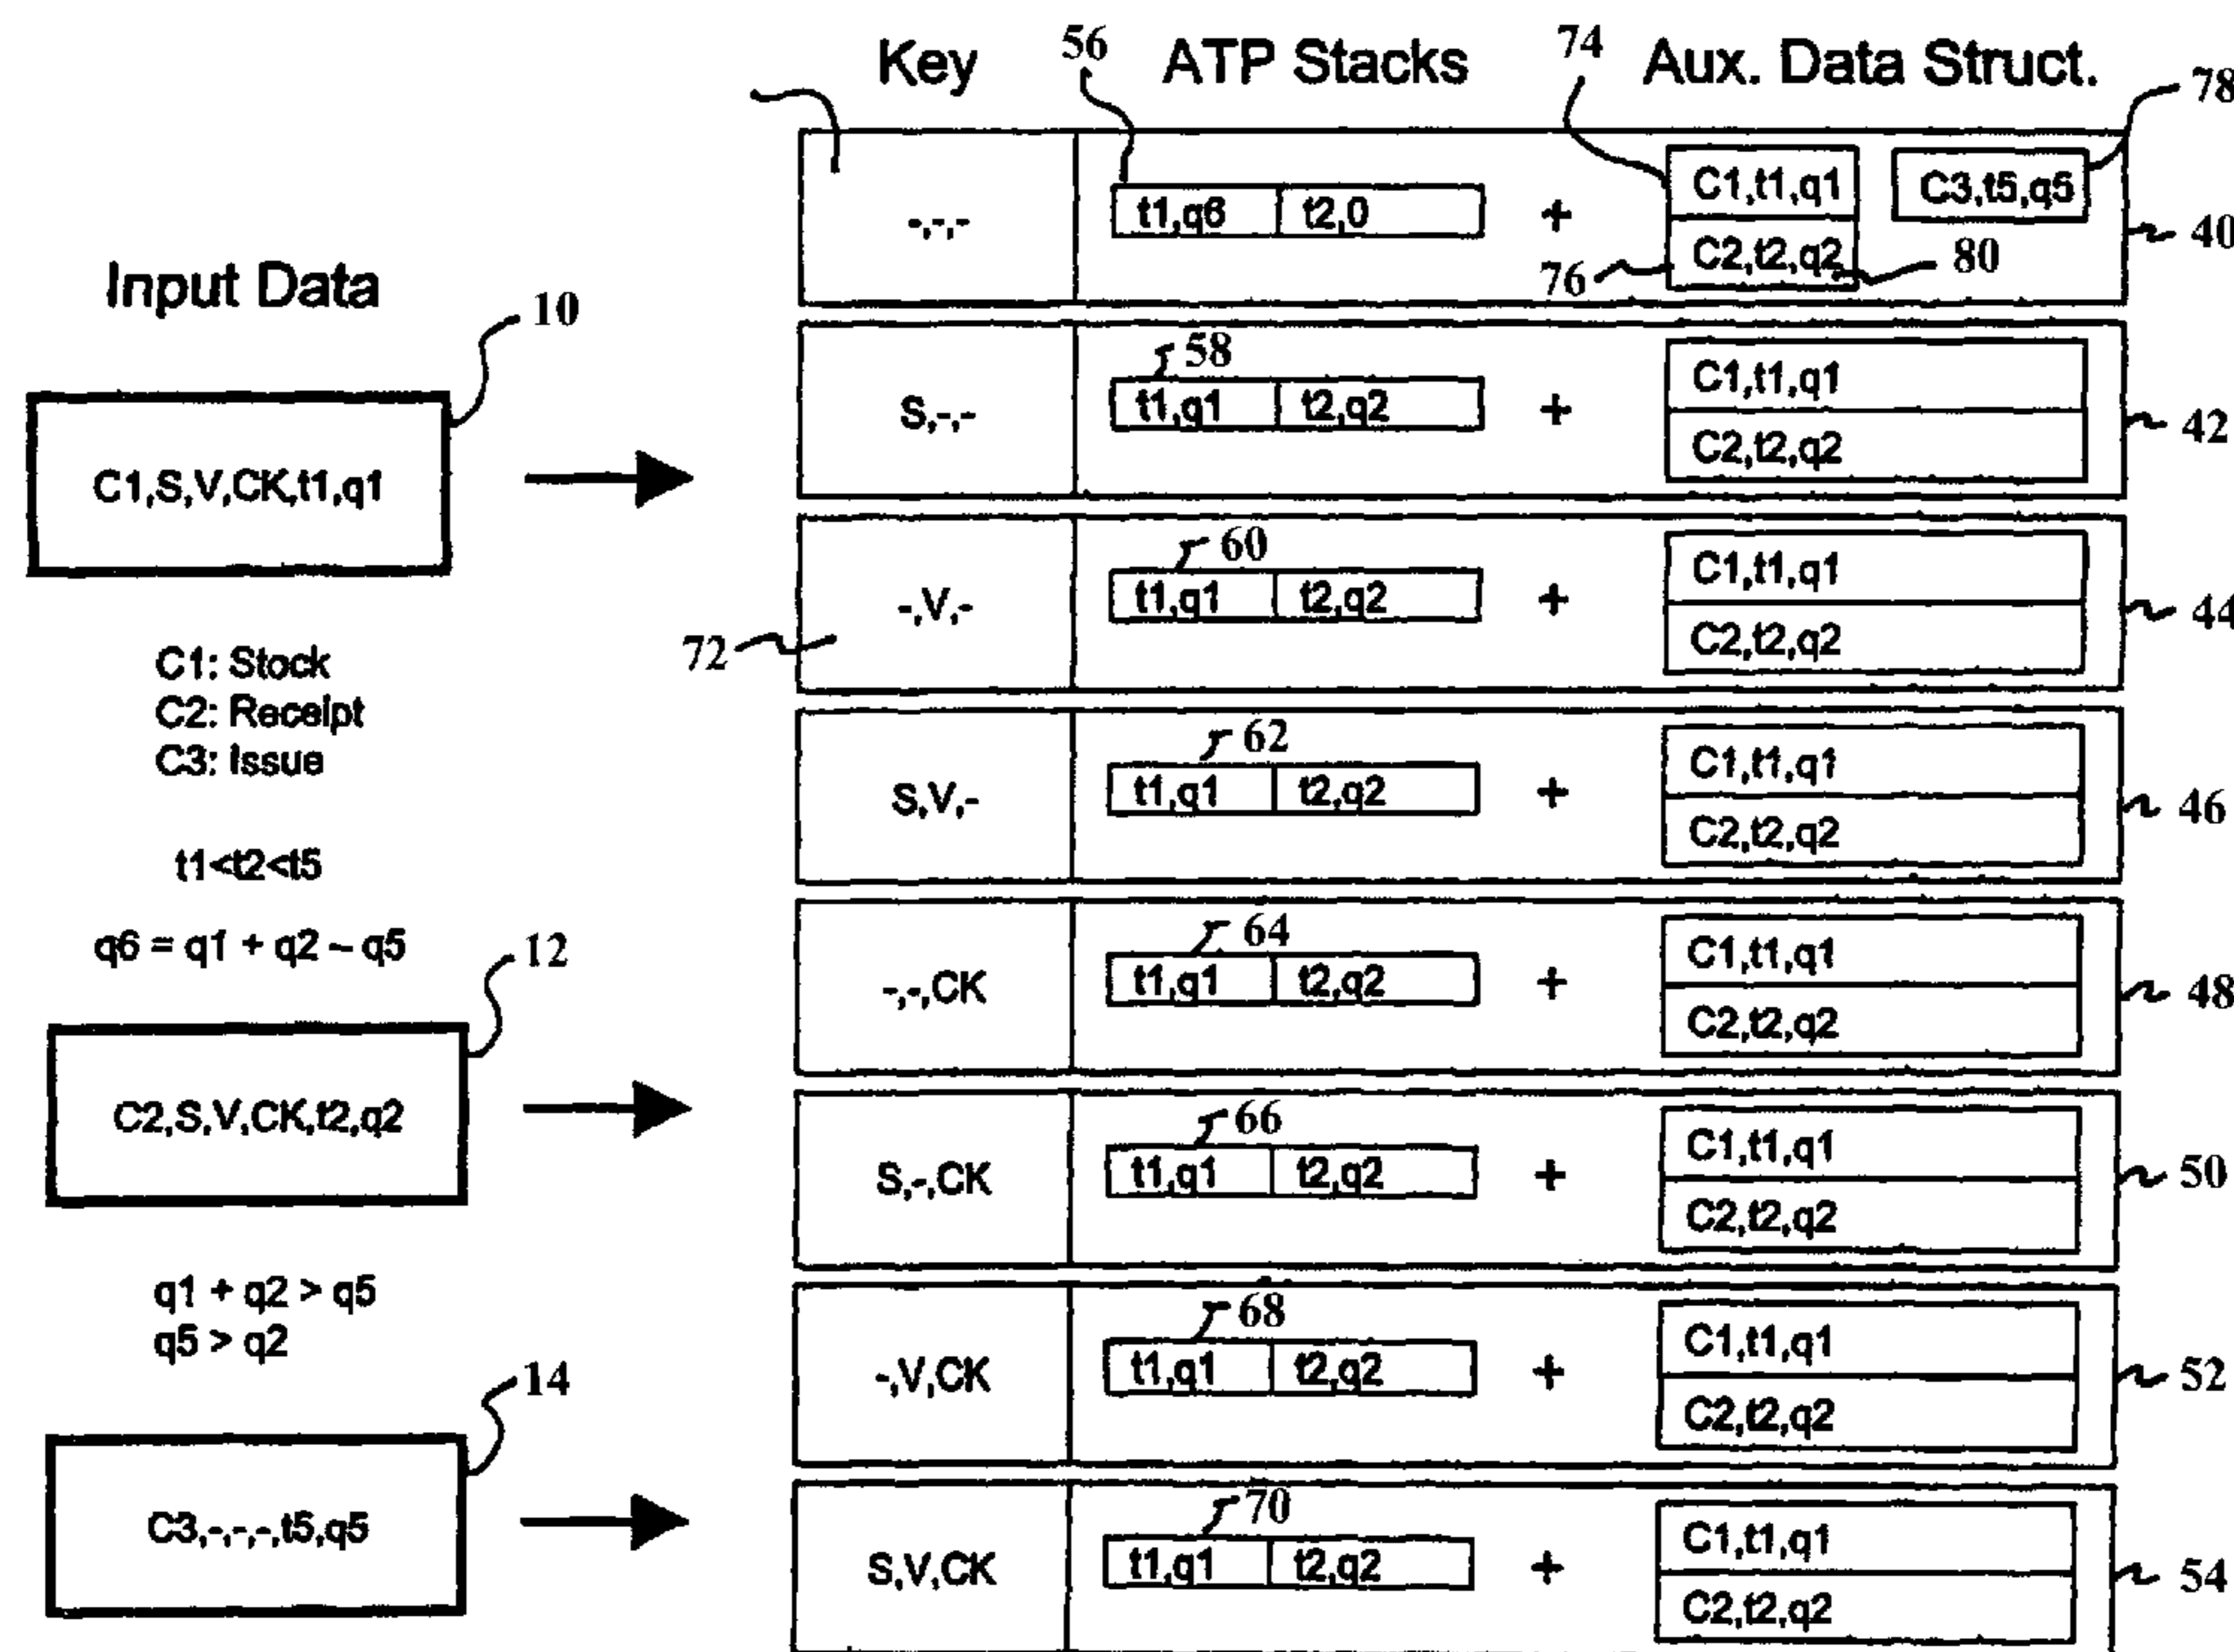 Key
56
ATP Stacks
74
Aux. Data Struct.
78
-,-,-
t1,q6
t2,0
+
C1,t1,q1
C3,t5,q5
40
C2,t2,q2
76
80
Input Data
10
C1,S,V,CK,t1,q1
C1: Stock
C2: Receipt
C3: Issue
t1<t2<t5
q6 = q1 + q2 – q5
12
C2,S,V,CK,t2,q2
q1 + q2 > q5
q5 > q2
14
C3,-,-,-,t5,q5
S,-,-
58
t1,q1
t2,q2
+
C1,t1,q1
C2,t2,q2
42
72
-,V,-
60
t1,q1
t2,q2
+
C1,t1,q1
C2,t2,q2
44
S,V,-
62
t1,q1
t2,q2
+
C1,t1,q1
C2,t2,q2
46
-,-,CK
64
t1,q1
t2,q2
+
C1,t1,q1
C2,t2,q2
48
S,-,CK
66
t1,q1
t2,q2
+
C1,t1,q1
C2,t2,q2
50
-,V,CK
68
t1,q1
t2,q2
+
C1,t1,q1
C2,t2,q2
52
S,V,CK
70
t1,q1
t2,q2
+
C1,t1,q1
C2,t2,q2
54